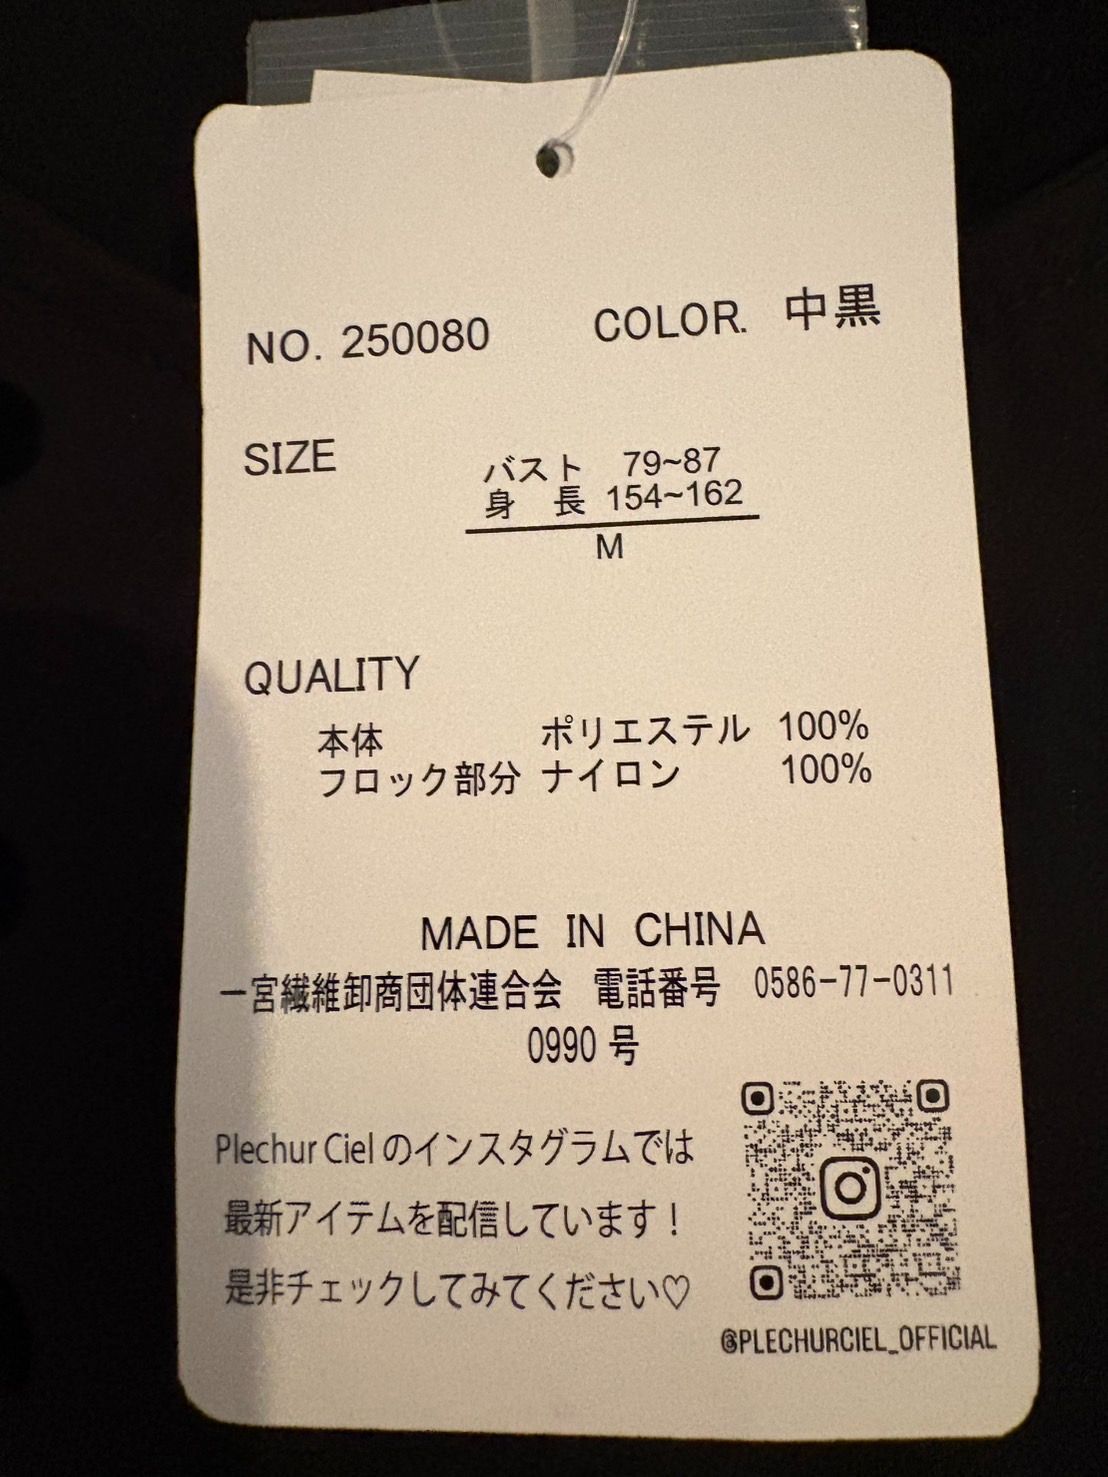 NO. 250080 COLOR. 中黒
SIZE
バスト 79~87
身 長 154~162
M
QUALITY
本体 ポリエステル 100%
フロック部分 ナイロン 100%
MADE IN CHINA
一宮繊維卸商団体連合会 電話番号 0586-77-0311
0990 号
Plechur Ciel のインスタグラムでは
最新アイテムを配信しています！
是非チェックしてみてください♡
@PLECHURCIEL_OFFICIAL